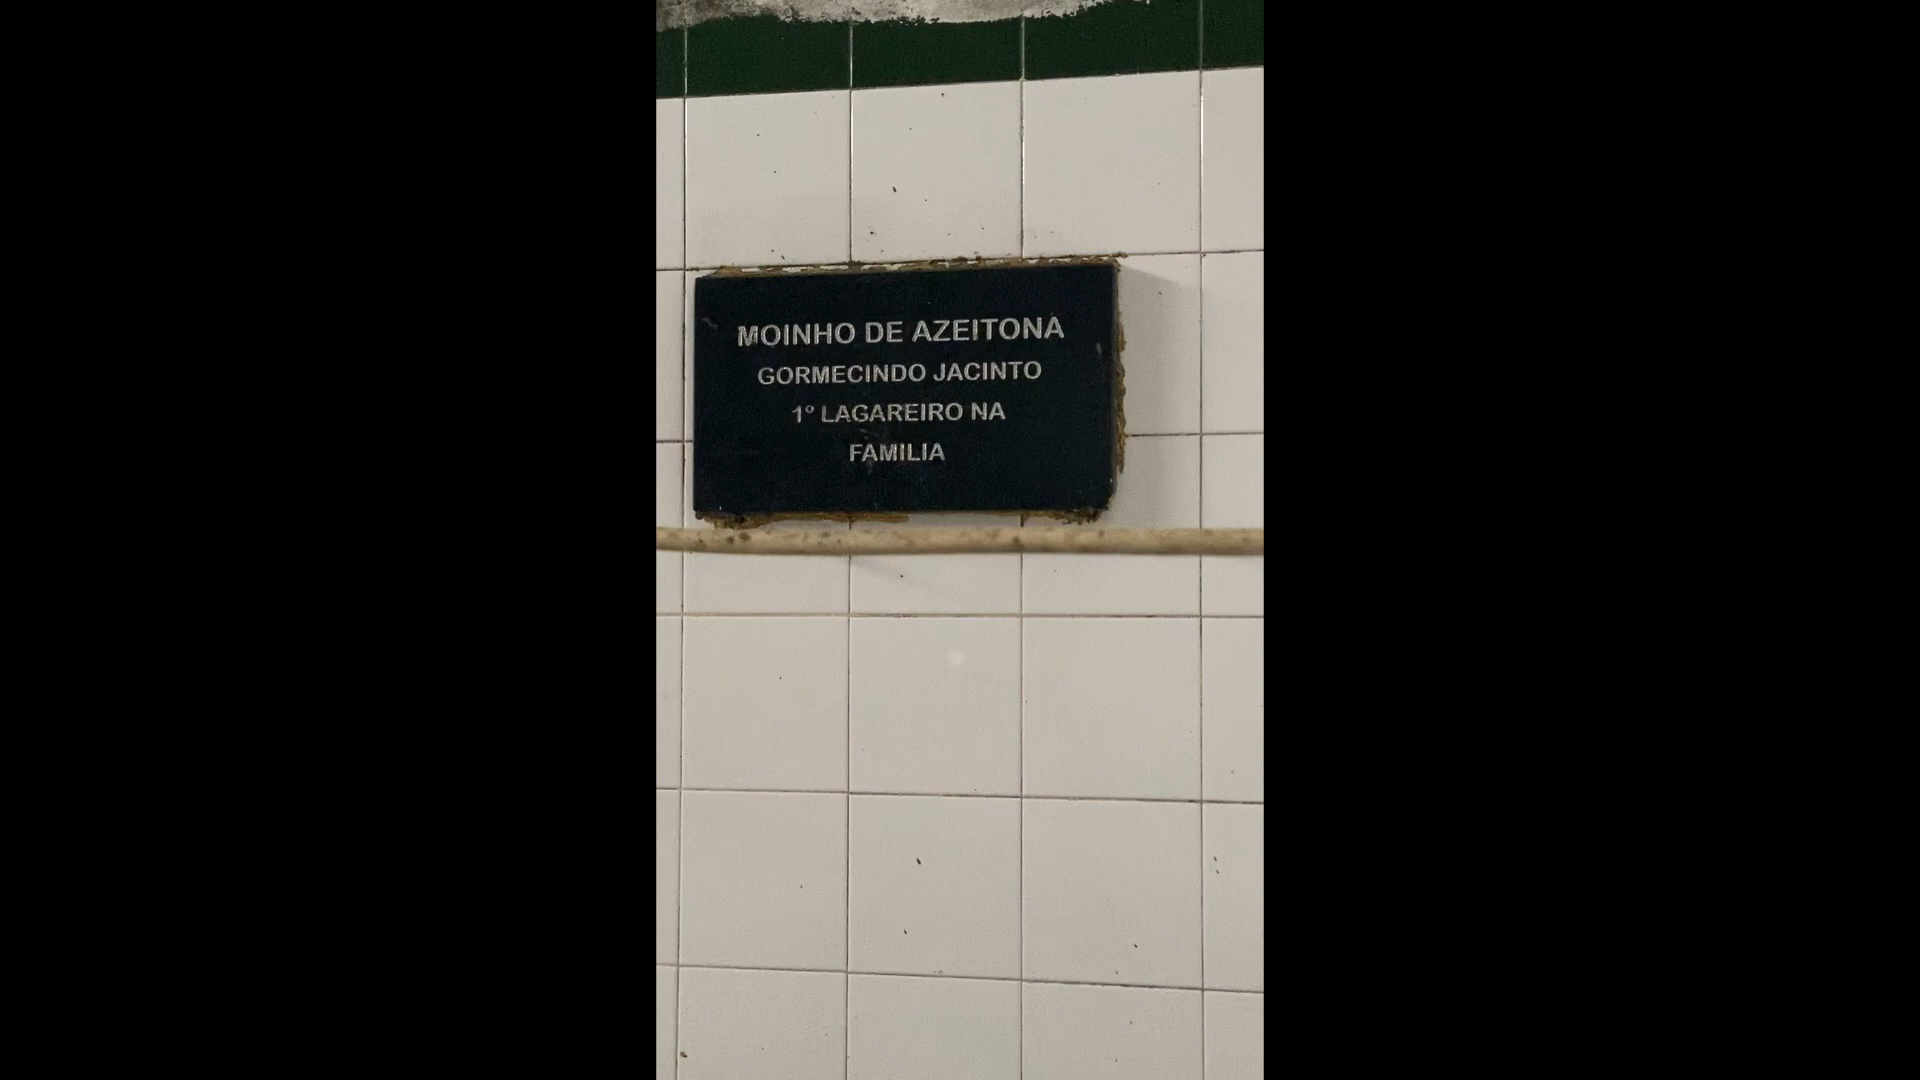 MOINHO DE AZEITONA
GORMECINDO JACINTO
1º LAGAREIRO NA
FAMILIA